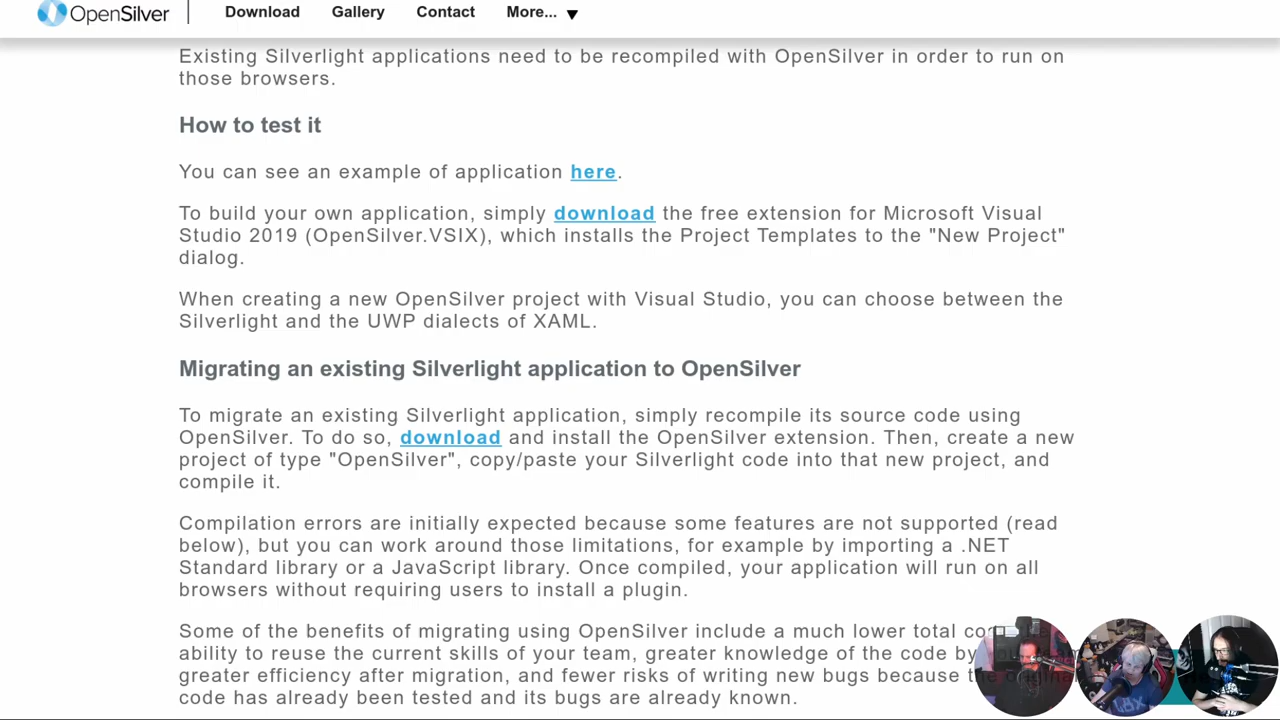 OpenSilver Download Gallery Contact More...
Existing Silverlight applications need to be recompiled with OpenSilver in order to run on
those browsers.
How to test it
You can see an example of application here.
To build your own application, simply download the free extension for Microsoft Visual
Studio 2019 (OpenSilver.VSIX), which installs the Project Templates to the "New Project"
dialog.
When creating a new OpenSilver project with Visual Studio, you can choose between the
Silverlight and the UWP dialects of XAML.
Migrating an existing Silverlight application to OpenSilver
To migrate an existing Silverlight application, simply recompile its source code using
OpenSilver. To do so, download and install the OpenSilver extension. Then, create a new
project of type "OpenSilver", copy/paste your Silverlight code into that new project, and
compile it.
Compilation errors are initially expected because some features are not supported (read
below), but you can work around those limitations, for example by importing a .NET
Standard library or a JavaScript library. Once compiled, your application will run on all
browsers without requiring users to install a plugin.
Some of the benefits of migrating using OpenSilver include a much lower total
ability to reuse the current skills of your team, greater knowledge of the code by
greater efficiency after migration, and fewer risks of writing new bugs because the
code has already been tested and its bugs are already known.